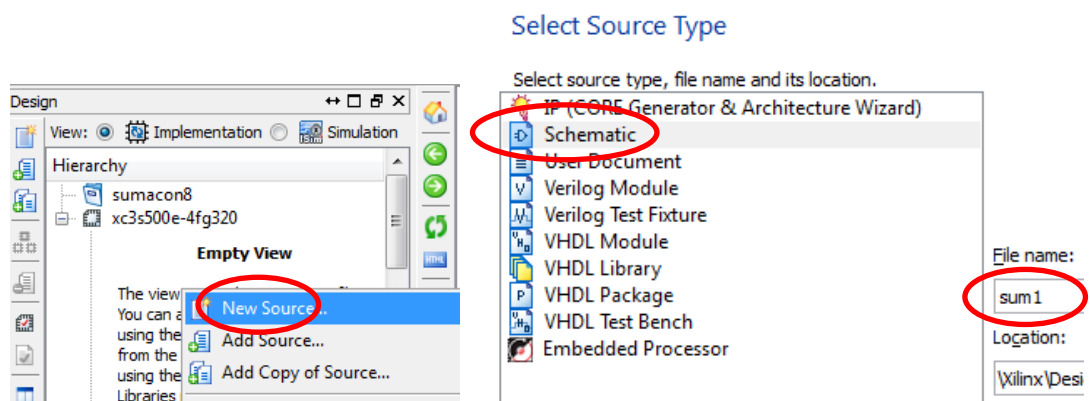 Design
View: Implementation Simulation
Hierarchy
sumacon8
xc3s500e-4fg320
Empty View
The view
You can a
using the
from the
using the
Libraries
New Source...
Add Source...
Add Copy of Source...
HTML
Select Source Type
Select source type, file name and its location.
IP (CORE Generator & Architecture Wizard)
Schematic
User Document
Verilog Module
Verilog Test Fixture
VHDL Module
VHDL Library
VHDL Package
VHDL Test Bench
Embedded Processor
File name:
sum1
Location:
\Xilinx\Desi